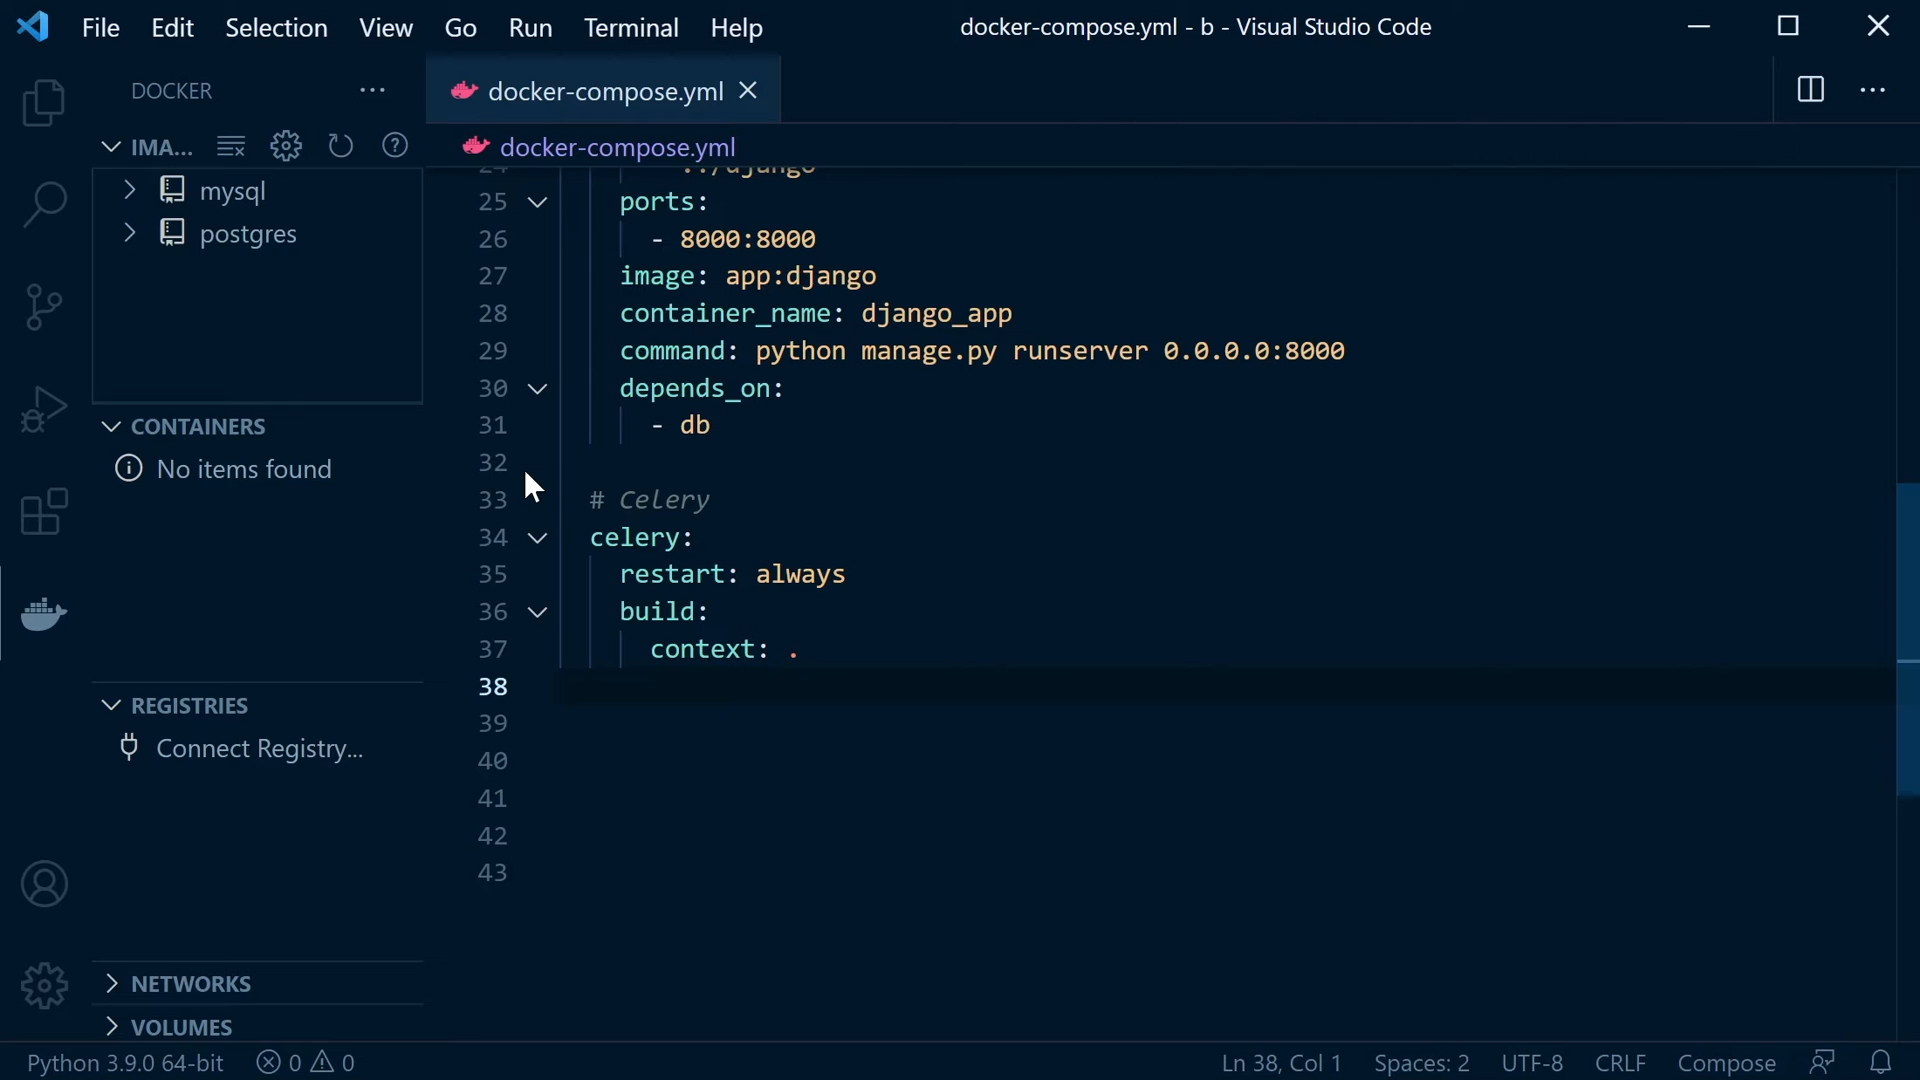 File Edit Selection View Go Run Terminal Help docker-compose.yml - b - Visual Studio Code
DOCKER
docker-compose.yml
IMA...
docker-compose.yml
mysql
postgres
25 ports:
26 - 8000:8000
27 image: app:django
28 container_name: django_app
29 command: python manage.py runserver 0.0.0.0:8000
30 depends_on:
31 - db
32
33 # Celery
34 celery:
35 restart: always
36 build:
37 context: .
38
39
40
41
42
43
CONTAINERS
No items found
REGISTRIES
Connect Registry...
NETWORKS
VOLUMES
Python 3.9.0 64-bit 0 0 Ln 38, Col 1 Spaces: 2 UTF-8 CRLF Compose